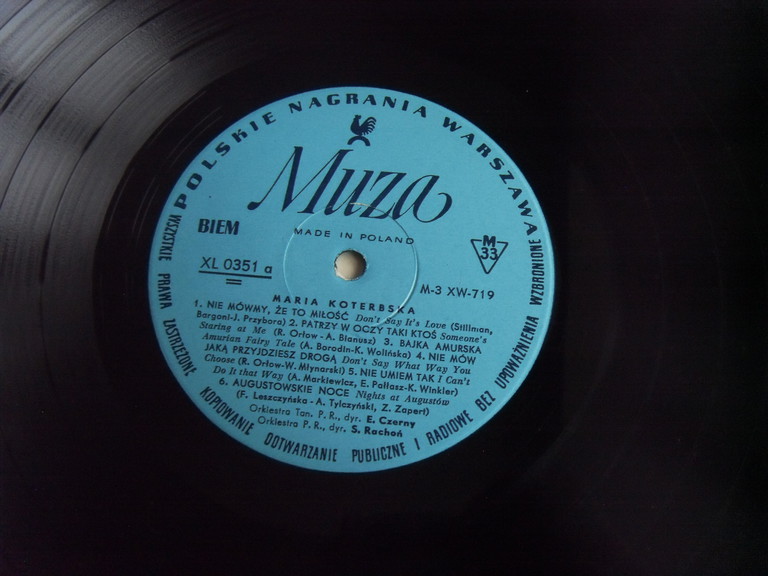 POLSKIE NAGRANIA WARSZAWA
Muza
BIEM
MADE IN POLAND
M
33
XL 0351 a
M-3 XW-719
MARIA KOTERBSKA
1. NIE MÓWMY, ŻE TO MIŁOŚĆ Don't Say It's Love (Stillman,
Bargoni-J. Przybora) 2. PATRZY W OCZY TAKI KTOŚ Someone's
Staring at Me (R. Orłow-A. Bianusz) 3. BAJKA AMURSKA
Amurian Fairy Tale (A. Borodin-K. Wolińska) 4. NIE MÓW
JAKĄ PRZYJDZIESZ DROGĄ Don't Say What Way You
Choose (R. Orłow-W. Młynarski) 5. NIE UMIEM TAK I Can't
Do it that Way (A. Markiewicz, E. Pałłasz-K. Winkler)
6. AUGUSTOWSKIE NOCE Nights at Augustów
(F. Leszczyńska - A. Tylczyński, Z. Zapert)
Orkiestra Tan. P. R., dyr. E. Czerny
Orkiestra P. R., dyr. S. Rachoń
WSZYSTKIE PRAWA ZASTRZEŻONE KOPIOWANIE ODTWARZANIE PUBLICZNE I RADIOWE BEZ UPOWAŻNIENIA WZBRONIONE